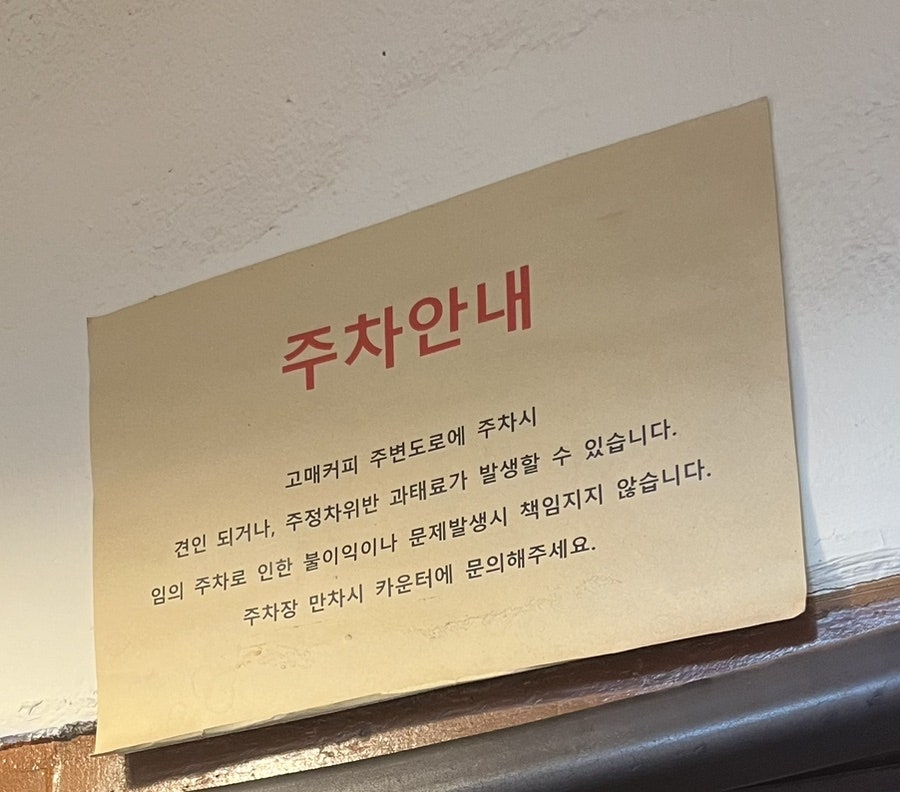 주차안내
고매커피 주변도로에 주차시
견인 되거나, 주정차위반 과태료가 발생할 수 있습니다.
임의 주차로 인한 불이익이나 문제발생시 책임지지 않습니다.
주차장 만차시 카운터에 문의해주세요.